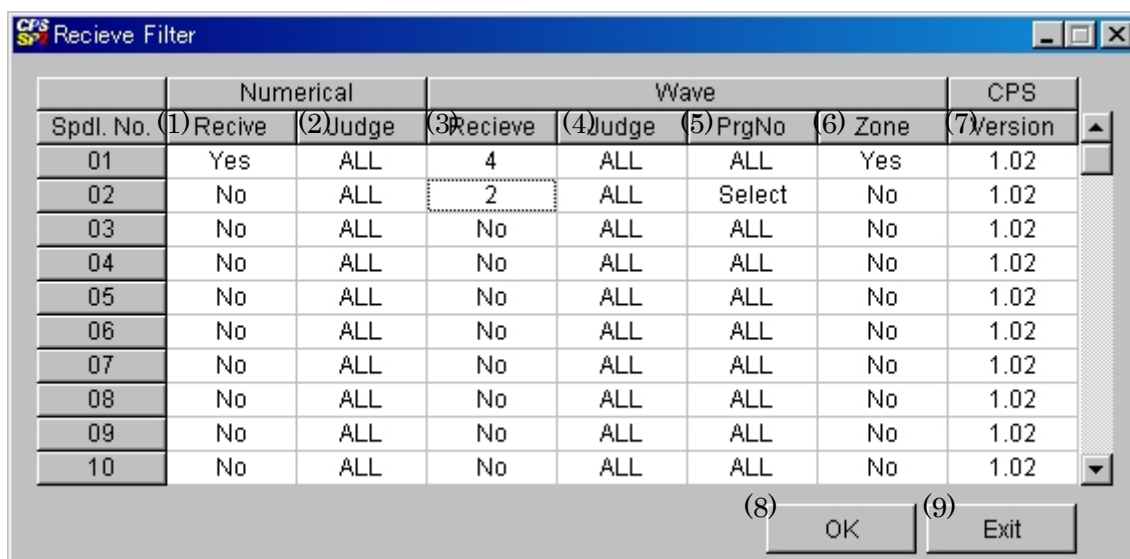 CPS SP Recieve Filter
Numerical Wave CPS
Spdl. No. (1) Recive (2) Judge (3) Recieve (4) Judge (5) PrgNo (6) Zone (7) Version
01 Yes ALL 4 ALL ALL Yes 1.02
02 No ALL 2 ALL Select No 1.02
03 No ALL No ALL ALL No 1.02
04 No ALL No ALL ALL No 1.02
05 No ALL No ALL ALL No 1.02
06 No ALL No ALL ALL No 1.02
07 No ALL No ALL ALL No 1.02
08 No ALL No ALL ALL No 1.02
09 No ALL No ALL ALL No 1.02
10 No ALL No ALL ALL No 1.02
(8) OK (9) Exit